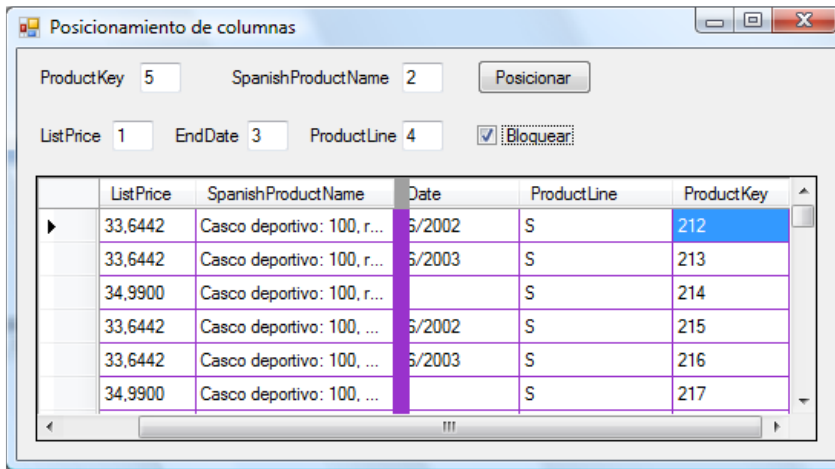 Posicionamiento de columnas
ProductKey 5 SpanishProductName 2 Posicionar
ListPrice 1 EndDate 3 ProductLine 4 Bloquear
ListPrice SpanishProductName Date ProductLine ProductKey
33,6442 Casco deportivo: 100, r... 6/2002 S 212
33,6442 Casco deportivo: 100, r... 6/2003 S 213
34,9900 Casco deportivo: 100, r... S 214
33,6442 Casco deportivo: 100, ... 6/2002 S 215
33,6442 Casco deportivo: 100, ... 6/2003 S 216
34,9900 Casco deportivo: 100, ... S 217